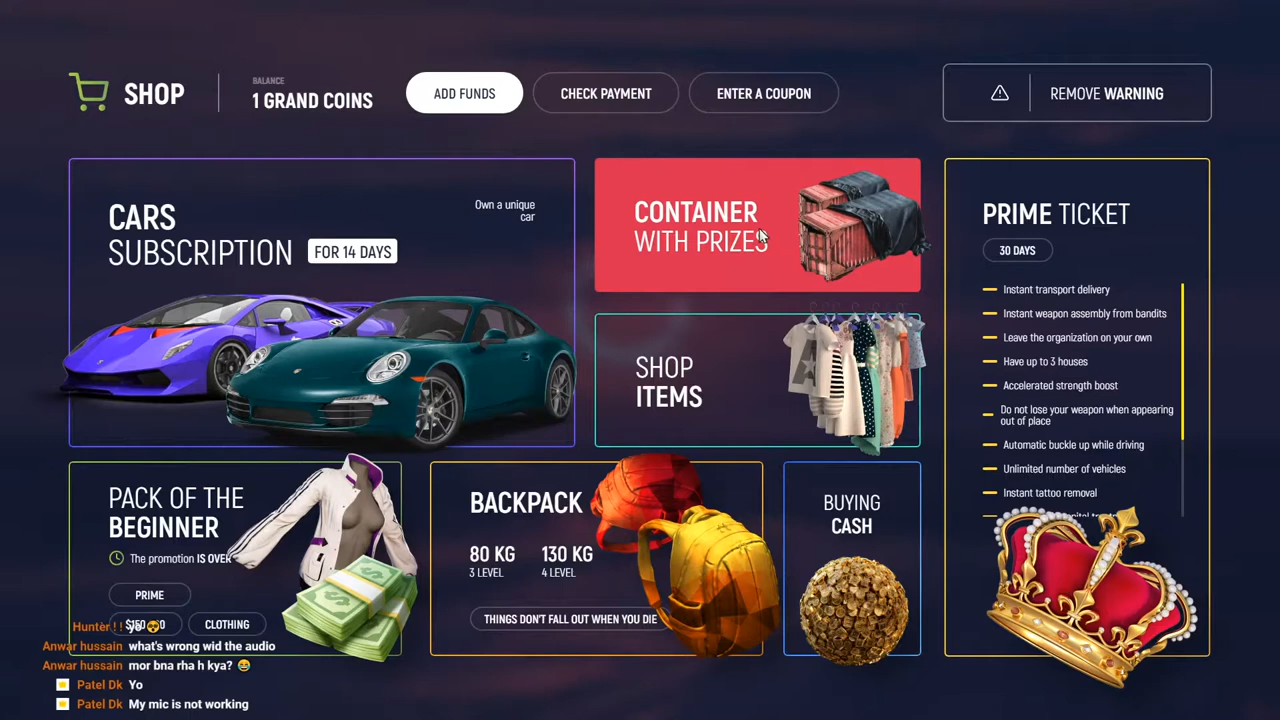 SHOP
BALANCE
1 GRAND COINS
ADD FUNDS
CHECK PAYMENT
ENTER A COUPON
REMOVE WARNING
CARS
SUBSCRIPTION
FOR 14 DAYS
Own a unique
car
CONTAINER
WITH PRIZES
SHOP
ITEMS
PRIME TICKET
30 DAYS
Instant transport delivery
Instant weapon assembly from bandits
Leave the organization on your own
Have up to 3 houses
Accelerated strength boost
Do not lose your weapon when appearing
out of place
Automatic buckle up while driving
Unlimited number of vehicles
Instant tattoo removal
PACK OF THE
BEGINNER
The promotion IS OVER
PRIME
CLOTHING
BACKPACK
80 KG
3 LEVEL
130 KG
4 LEVEL
THINGS DON'T FALL OUT WHEN YOU DIE
BUYING
CASH
Huntèr ! ! yo
Anwar hussain what's wrong wid the audio
Anwar hussain mor bna rha h kya?
Patel Dk Yo
Patel Dk My mic is not working